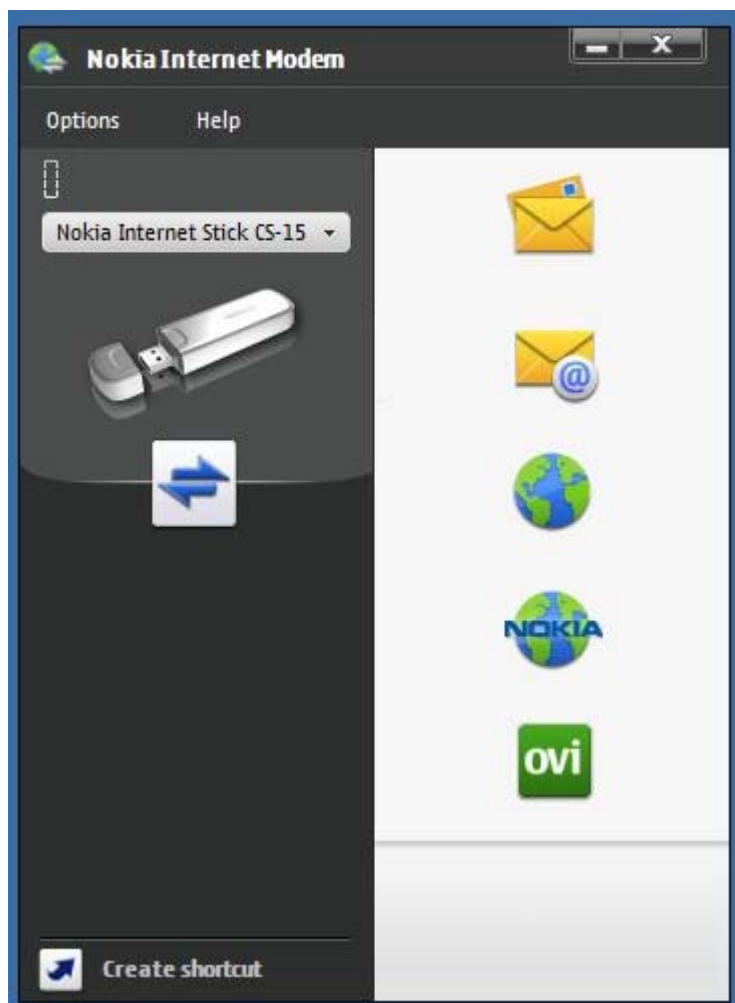 Nokia Internet Modem
Options Help
Nokia Internet Stick CS-15
@
NOKIA
ovi
Create shortcut